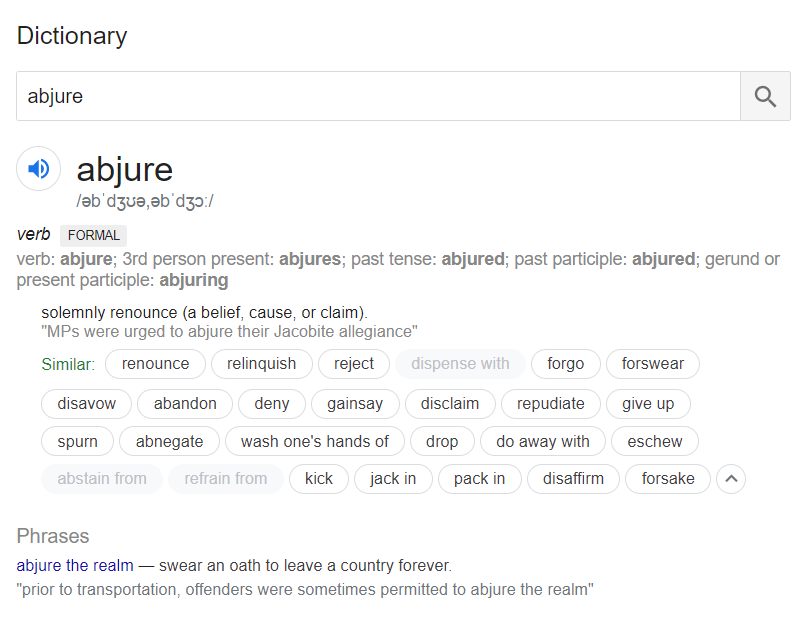 Dictionary
abjure
abjure
/əbˈdʒʊə,əbˈdʒɔː/
verb FORMAL
verb: abjure; 3rd person present: abjures; past tense: abjured; past participle: abjured; gerund or
present participle: abjuring
solemnly renounce (a belief, cause, or claim).
"MPs were urged to abjure their Jacobite allegiance"
Similar: renounce relinquish reject dispense with forgo forswear
disavow abandon deny gainsay disclaim repudiate give up
spurn abnegate wash one's hands of drop do away with eschew
abstain from refrain from kick jack in pack in disaffirm forsake
Phrases
abjure the realm — swear an oath to leave a country forever.
"prior to transportation, offenders were sometimes permitted to abjure the realm"